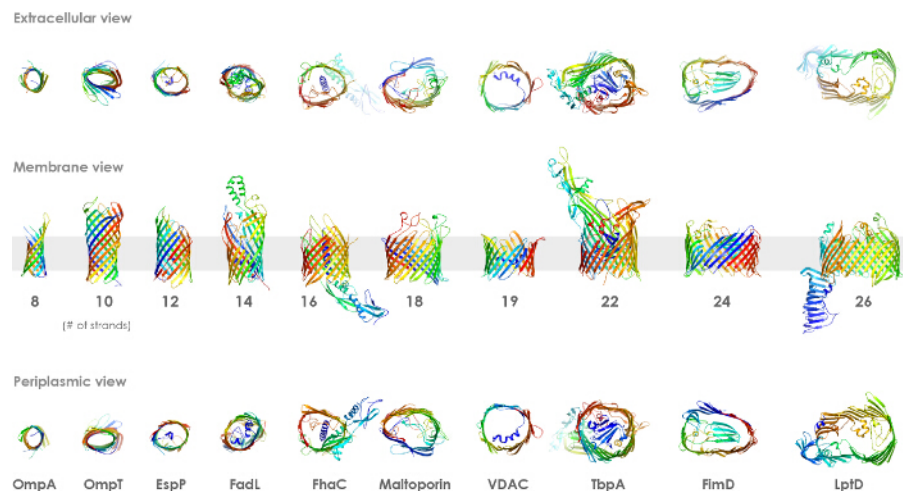 Extracellular view
Membrane view
8 10 12 14 16 18 19 22 24 26
(# of strands)
Periplasmic view
OmpA OmpT EspP FadL FhaC Maltoporin VDAC TbpA FimD LptD